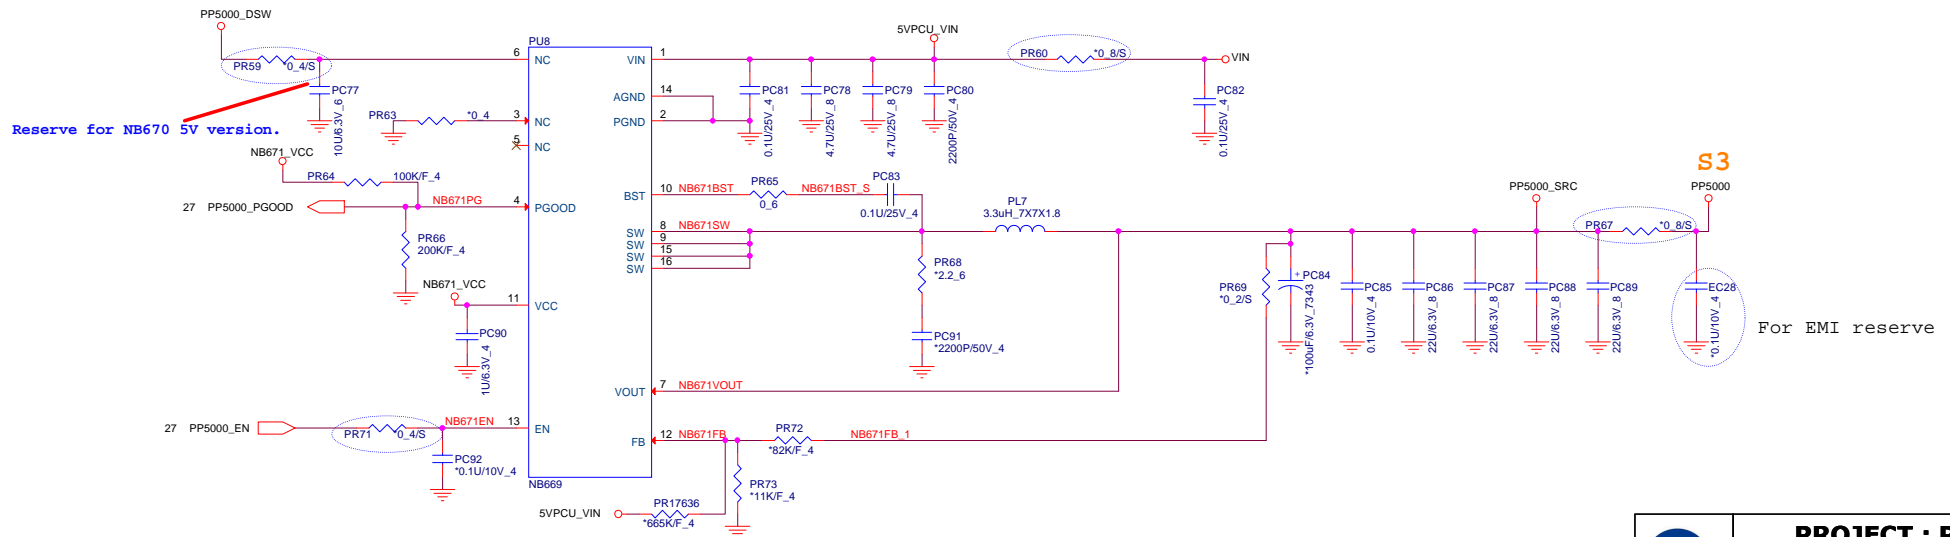 PP5000_DSW
PR59 *0_4/S
PC77
10U/6.3V_6
Reserve for NB670 5V version.
PR63 *0_4
NB671_VCC
PR64 100K/F_4
27 PP5000_PGOOD
NB671PG
PR66
200K/F_4
NB671_VCC
PC90
1U/6.3V_4
27 PP5000_EN
PR71 *0_4/S
NB671EN
PC92
*0.1U/10V_4
PU8
6 NC
3 NC
5 NC
4 PGOOD
11 VCC
13 EN
NB669
VIN 1
AGND 14
PGND 2
BST 10
SW 8
SW 9
SW 15
SW 16
VOUT 7
FB 12
5VPCU_VIN
PR60 *0_8/S
VIN
PC81
0.1U/25V_4
PC78
4.7U/25V_8
PC79
4.7U/25V_8
PC80
2200P/50V_4
PC82
0.1U/25V_4
NB671BST
PR65
0_6
NB671BST_S
PC83
0.1U/25V_4
NB671SW
PL7
3.3uH_7X7X1.8
PR68
*2.2_6
PC91
*2200P/50V_4
NB671VOUT
NB671FB
PR72
*82K/F_4
NB671FB_1
PR73
*11K/F_4
5VPCU_VIN
PR17636
*665K/F_4
PR69
*0_2/S
+ PC84
*100uF/6.3V_7343
PC85
0.1U/10V_4
PC86
22U/6.3V_8
PC87
22U/6.3V_8
PC88
22U/6.3V_8
PC89
22U/6.3V_8
PP5000_SRC
PR67 *0_8/S
S3
PP5000
EC28
*0.1U/10V_4
For EMI reserve
PROJECT :